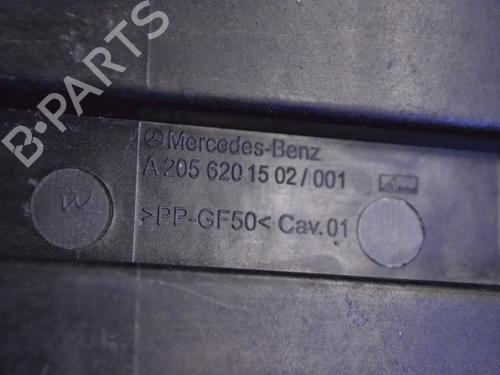 B-PARTS
Mercedes-Benz
A 205 620 15 02 / 001
>PP-GF50< Cav. 01
W